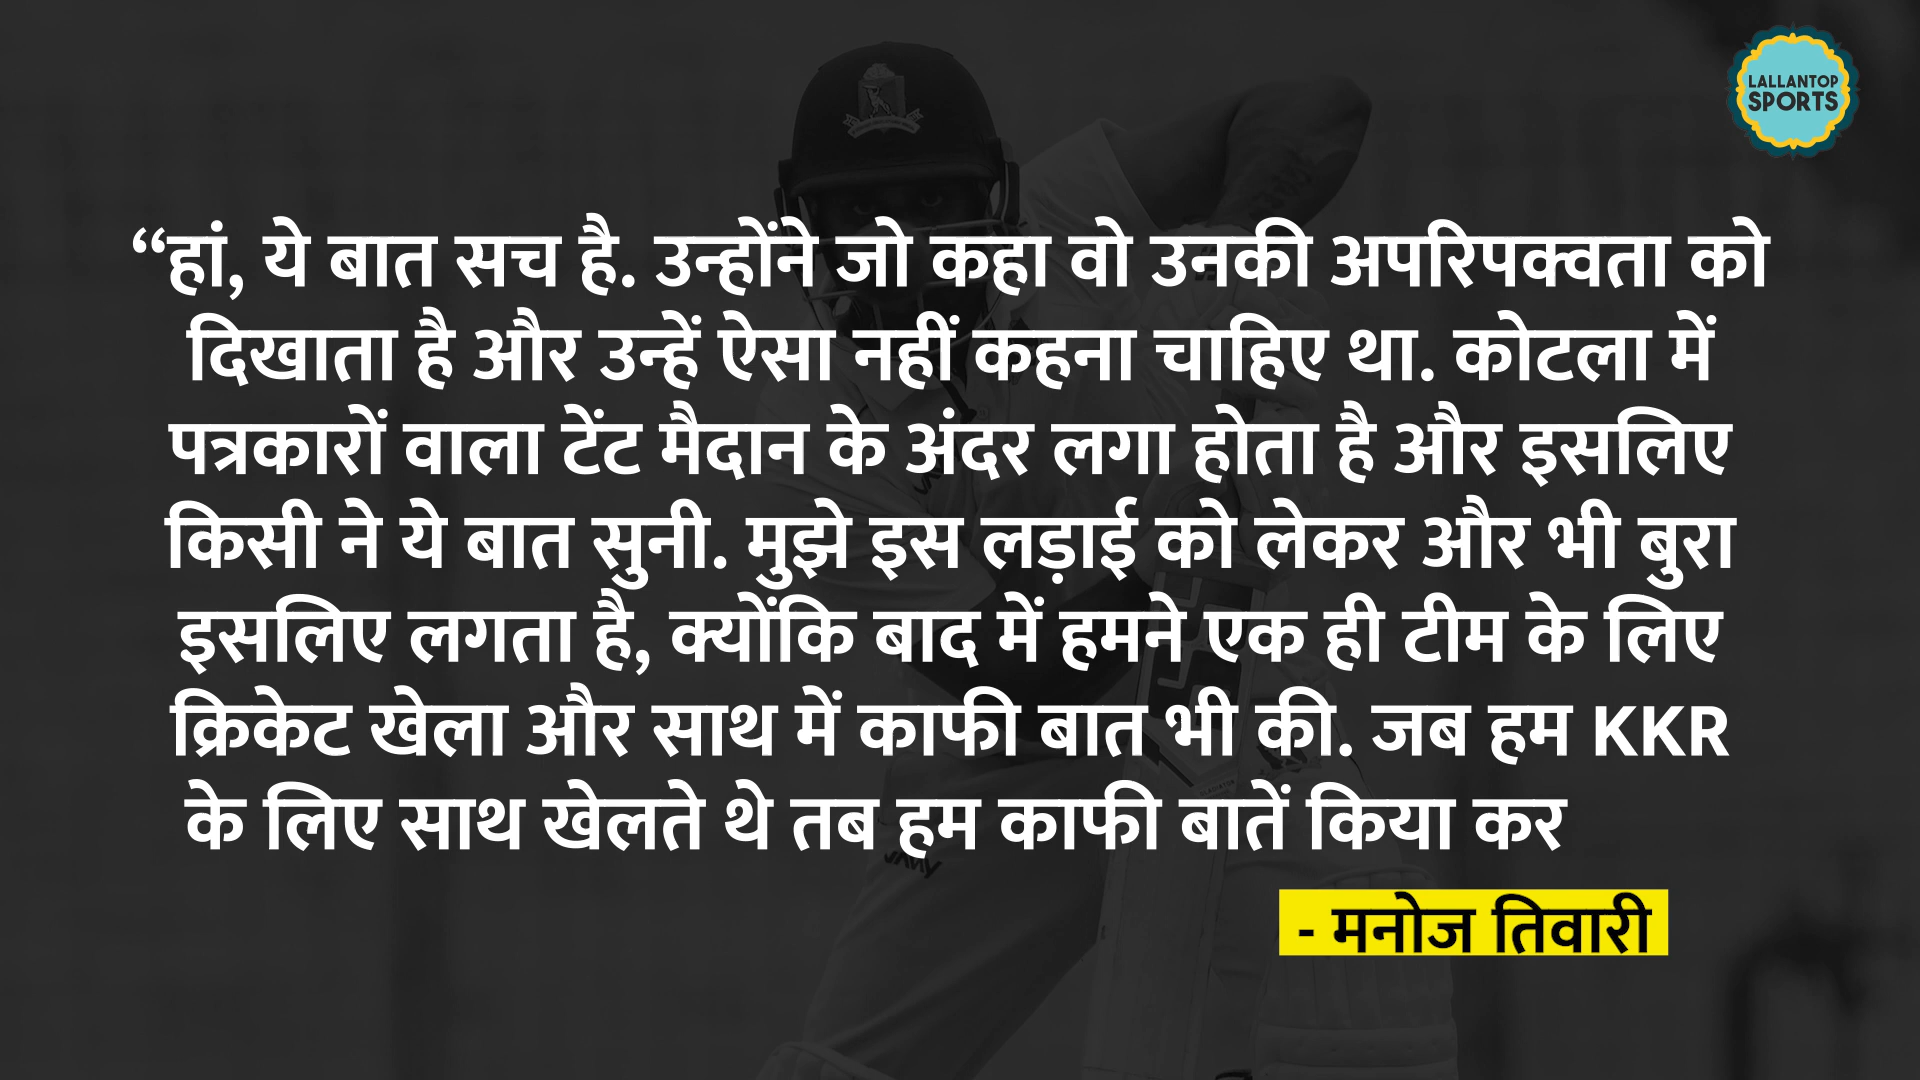 LALLANTOP
SPORTS
“हां, ये बात सच है. उन्होंने जो कहा वो उनकी अपरिपक्वता को
दिखाता है और उन्हें ऐसा नहीं कहना चाहिए था. कोटला में
पत्रकारों वाला टेंट मैदान के अंदर लगा होता है और इसलिए
किसी ने ये बात सुनी. मुझे इस लड़ाई को लेकर और भी बुरा
इसलिए लगता है, क्योंकि बाद में हमने एक ही टीम के लिए
क्रिकेट खेला और साथ में काफी बात भी की. जब हम KKR
के लिए साथ खेलते थे तब हम काफी बातें किया कर
- मनोज तिवारी